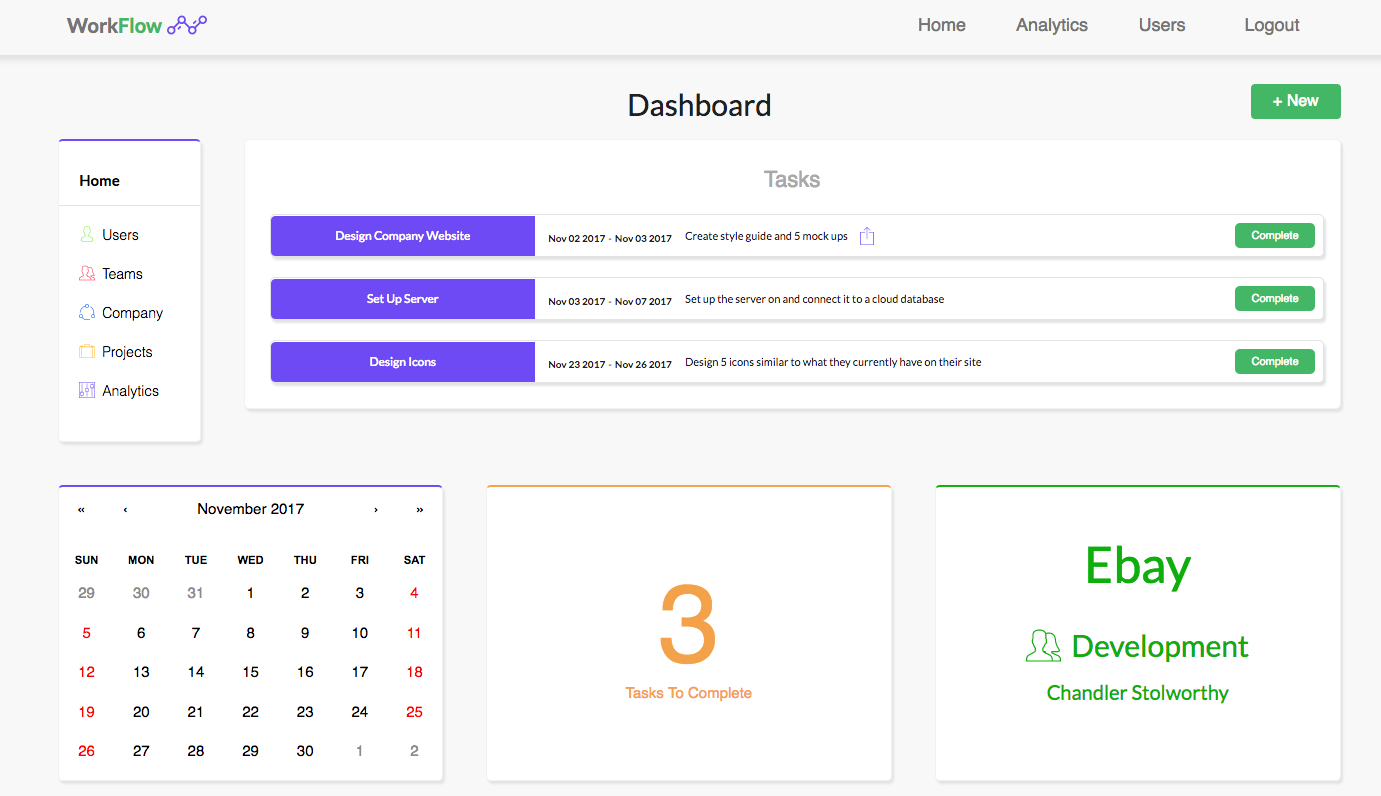 WorkFlow
Home Analytics Users Logout
Dashboard
+ New
Home
Users
Teams
Company
Projects
Analytics
Tasks
Design Company Website Nov 02 2017 - Nov 03 2017 Create style guide and 5 mock ups Complete
Set Up Server Nov 03 2017 - Nov 07 2017 Set up the server on and connect it to a cloud database Complete
Design Icons Nov 23 2017 - Nov 26 2017 Design 5 icons similar to what they currently have on their site Complete
« ‹ November 2017 › »
SUN MON TUE WED THU FRI SAT
29 30 31 1 2 3 4
5 6 7 8 9 10 11
12 13 14 15 16 17 18
19 20 21 22 23 24 25
26 27 28 29 30 1 2
3
Tasks To Complete
Ebay
Development
Chandler Stolworthy